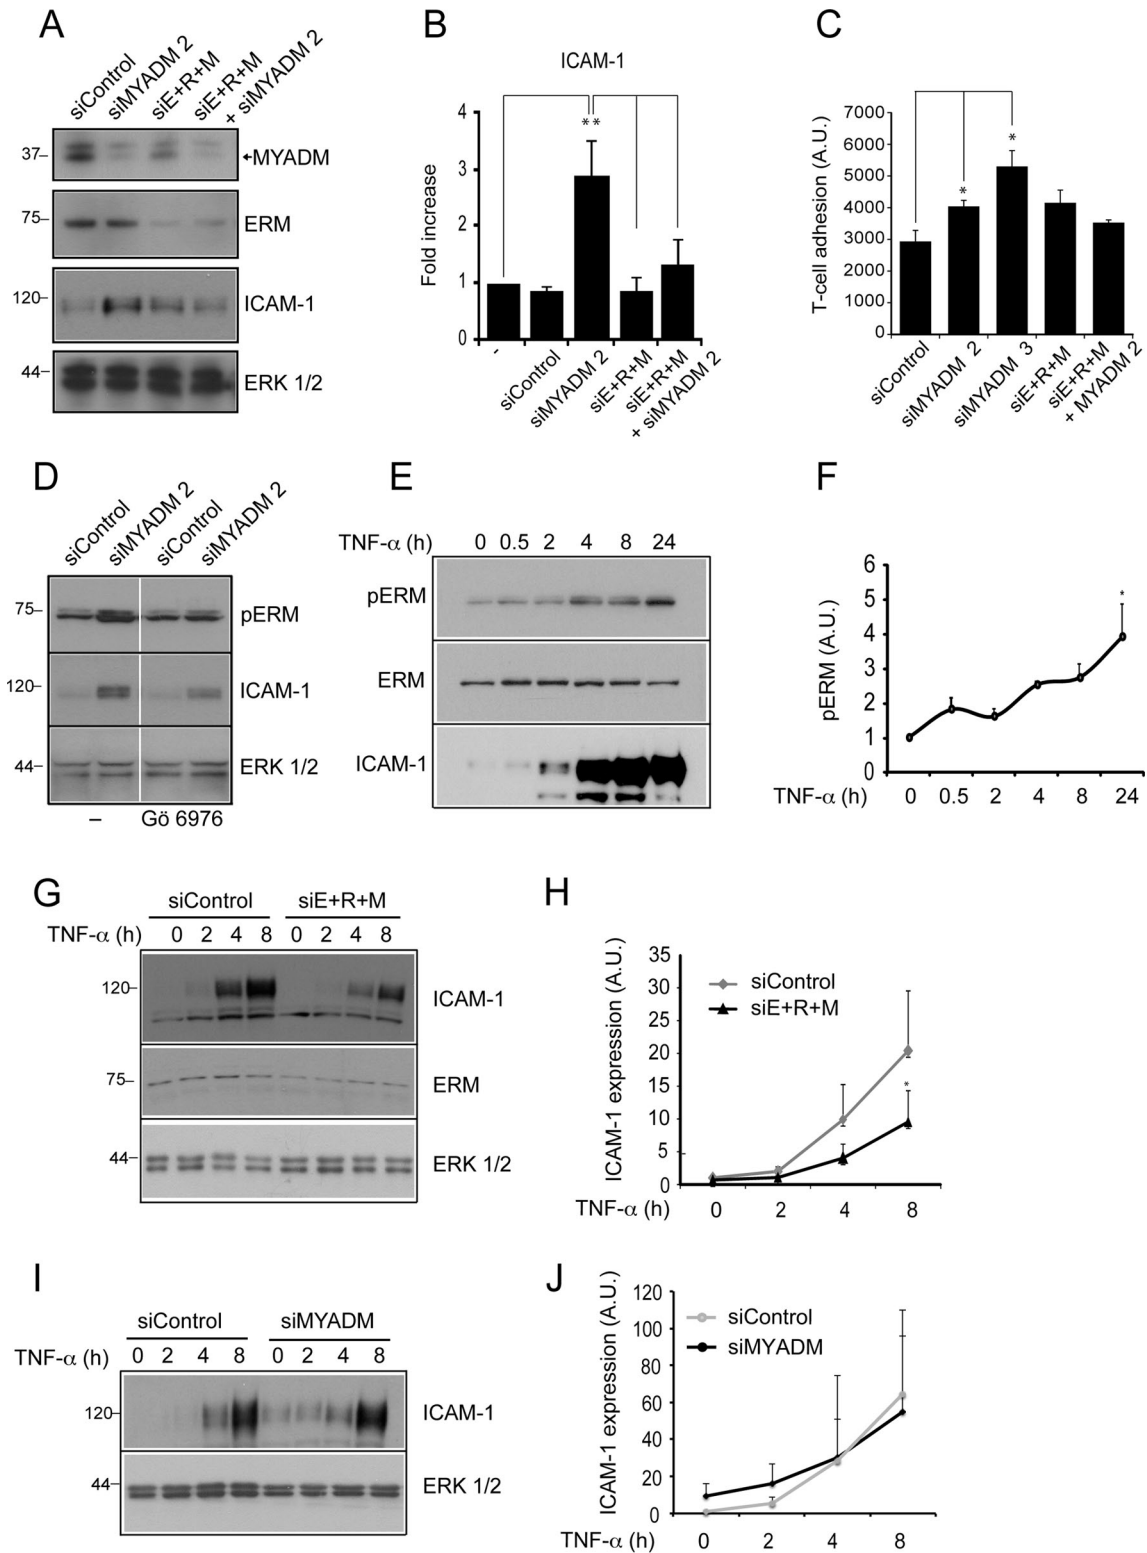 A
siControl
siMYADM 2
siE+R+M
siE+R+M
+ siMYADM 2
37–
←MYADM
75–
ERM
120–
ICAM-1
44–
ERK 1/2
B
ICAM-1
Fold increase
4
3
2
1
0
**
-
siControl
siMYADM 2
siE+R+M
siE+R+M
+ siMYADM 2
C
T-cell adhesion (A.U.)
7000
6000
5000
4000
3000
2000
1000
0
*
*
siControl
siMYADM 2
siMYADM 3
siE+R+M
siE+R+M
+ MYADM 2
D
siControl
siMYADM 2
siControl
siMYADM 2
75–
pERM
120–
ICAM-1
44–
ERK 1/2
–
Gö 6976
E
TNF-α (h) 0 0.5 2 4 8 24
pERM
ERM
ICAM-1
F
pERM (A.U.)
6
5
4
3
2
1
0
*
TNF-α (h) 0 0.5 2 4 8 24
G
siControl siE+R+M
TNF-α (h) 0 2 4 8 0 2 4 8
120–
ICAM-1
75–
ERM
44–
ERK 1/2
H
ICAM-1 expression (A.U.)
35
30
25
20
15
10
5
0
siControl
siE+R+M
*
TNF-α (h) 0 2 4 8
I
siControl siMYADM
TNF-α (h) 0 2 4 8 0 2 4 8
120–
ICAM-1
44–
ERK 1/2
J
ICAM-1 expression (A.U.)
120
100
80
60
40
20
0
siControl
siMYADM
TNF-α (h) 0 2 4 8